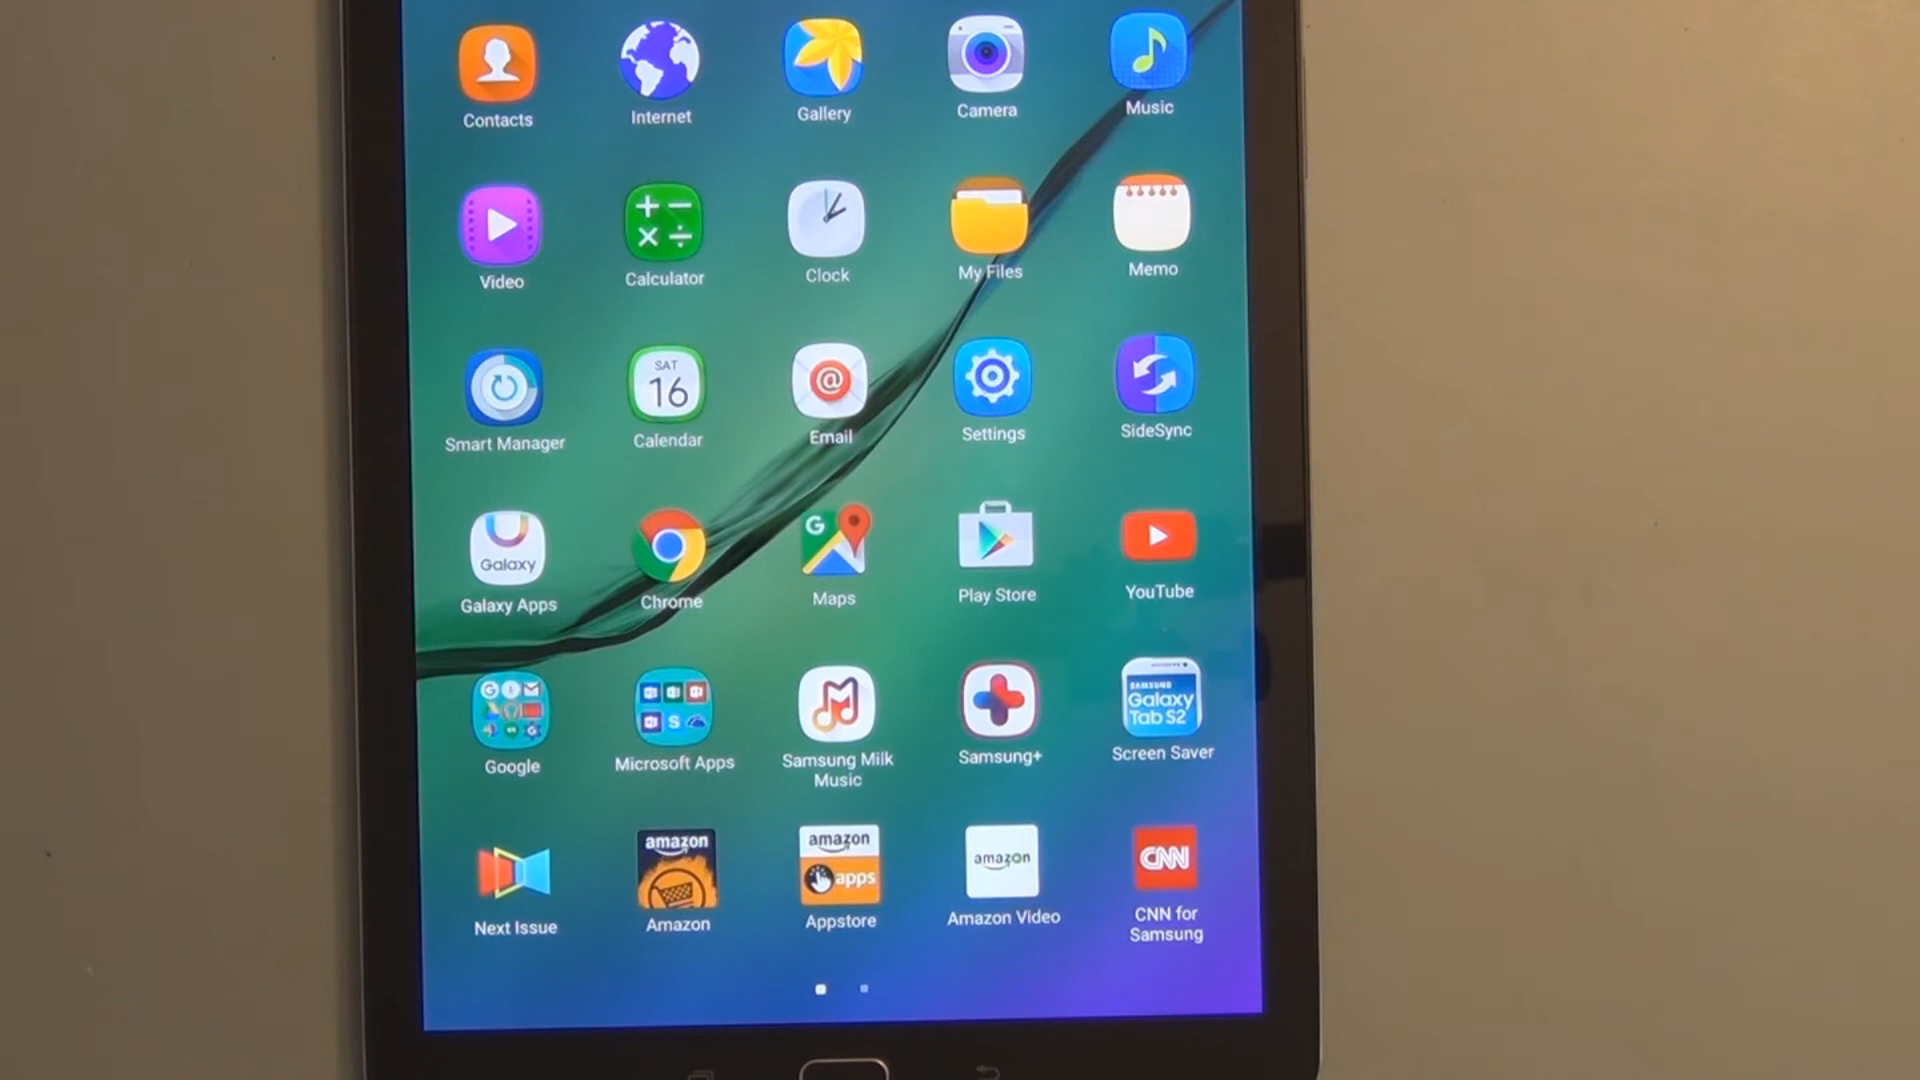 Contacts
Internet
Gallery
Camera
Music
Video
Calculator
Clock
My Files
Memo
SAT
16
Smart Manager
Calendar
@
Email
Settings
SideSync
Galaxy
Galaxy Apps
Chrome
G
Maps
Play Store
YouTube
SAMSUNG
Galaxy
Tab S2
Google
Microsoft Apps
Samsung Milk
Music
Samsung+
Screen Saver
amazon
amazon
apps
amazon
CNN
Next Issue
Amazon
Appstore
Amazon Video
CNN for
Samsung